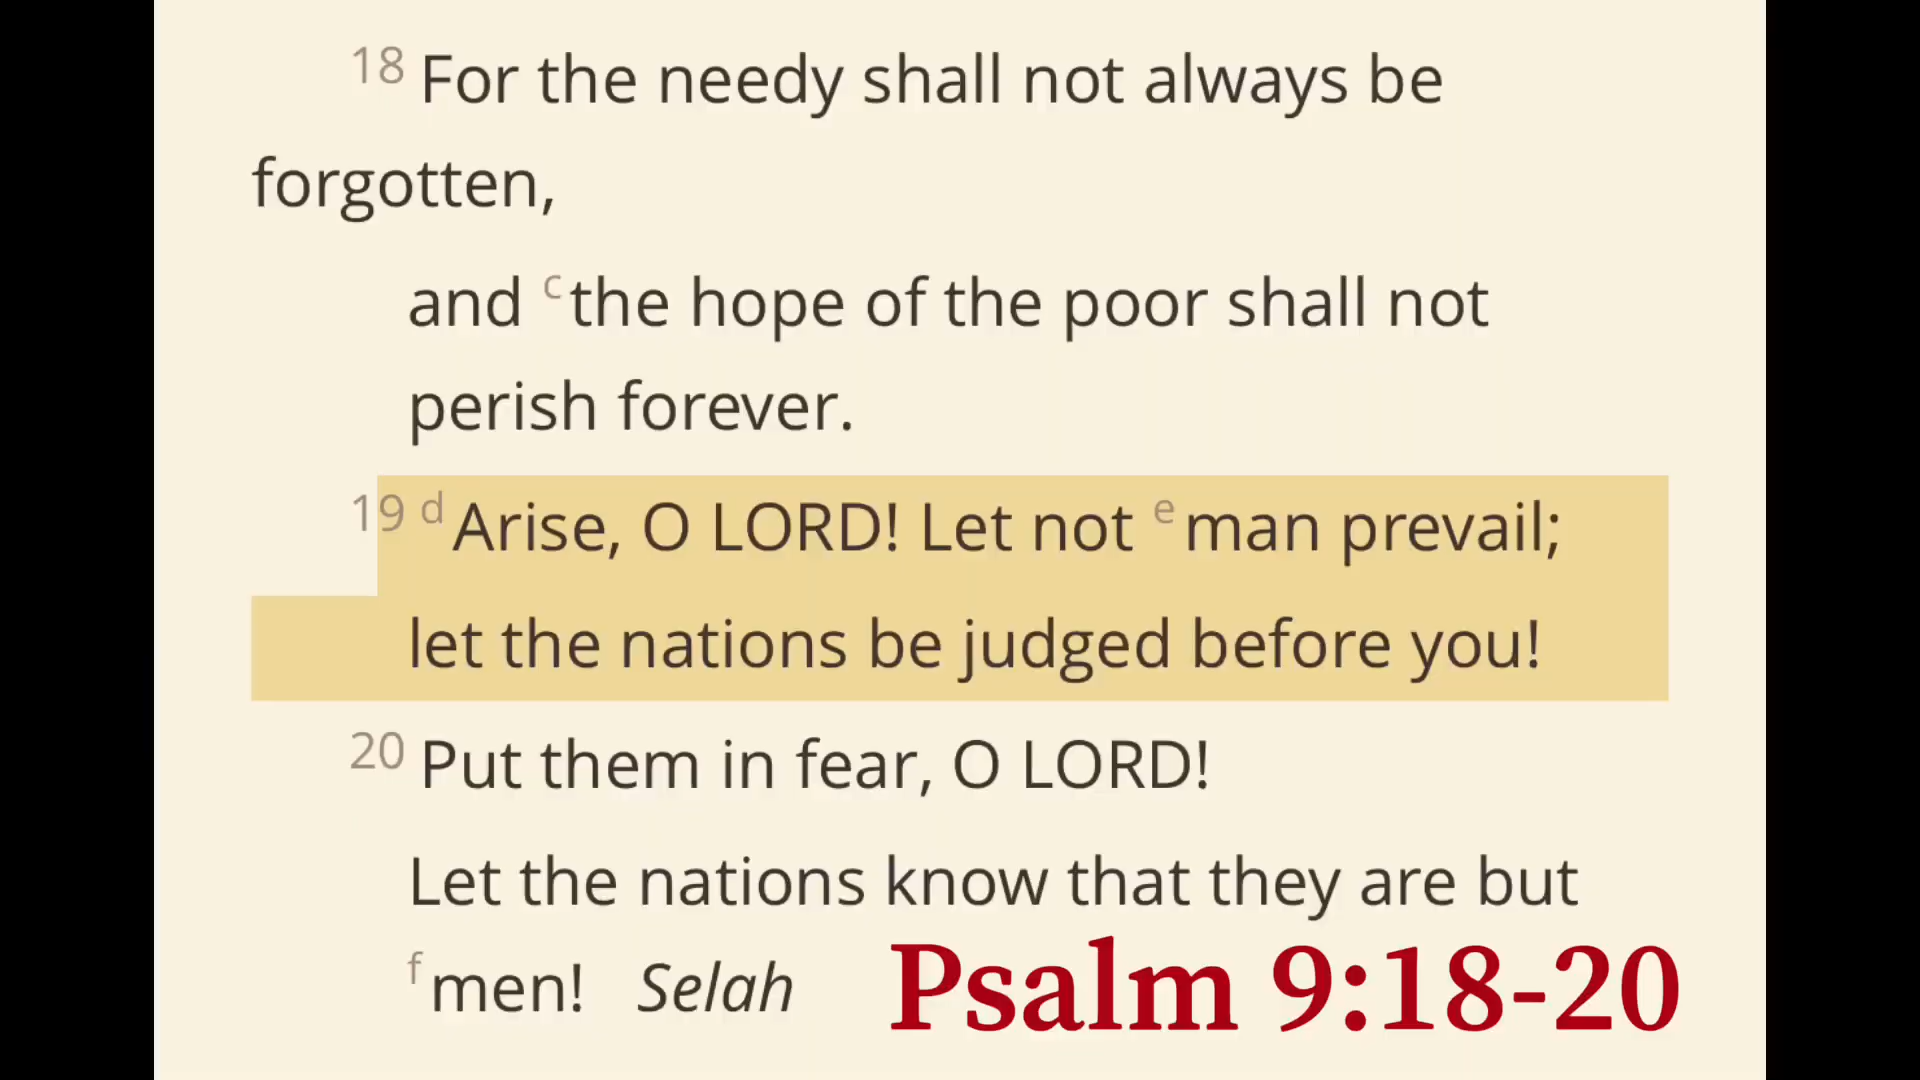 18 For the needy shall not always be
forgotten,
and c the hope of the poor shall not
perish forever.
19 d Arise, O LORD! Let not e man prevail;
let the nations be judged before you!
20 Put them in fear, O LORD!
Let the nations know that they are but
f men! Selah
Psalm 9:18-20